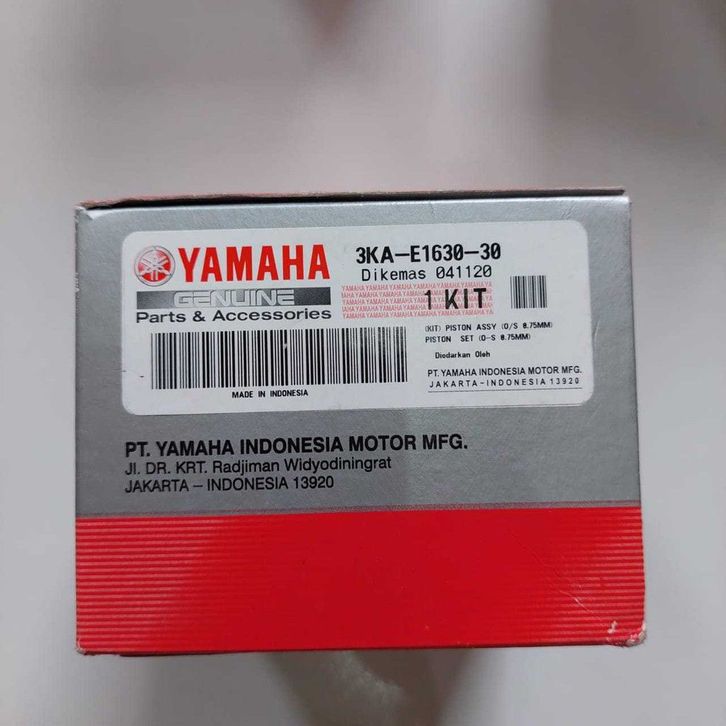 YAMAHA
GENUINE
Parts & Accessories
3KA-E1630-30
Dikemas 041120
1 KIT
(KIT) PISTON ASSY (O/S 0.75MM)
PISTON SET (O-S 0.75MM)
Diedarkan Oleh
PT. YAMAHA INDONESIA MOTOR MFG.
JAKARTA - INDONESIA 13920
MADE IN INDONESIA
PT. YAMAHA INDONESIA MOTOR MFG.
Jl. DR. KRT. Radjiman Widyodiningrat
JAKARTA – INDONESIA 13920